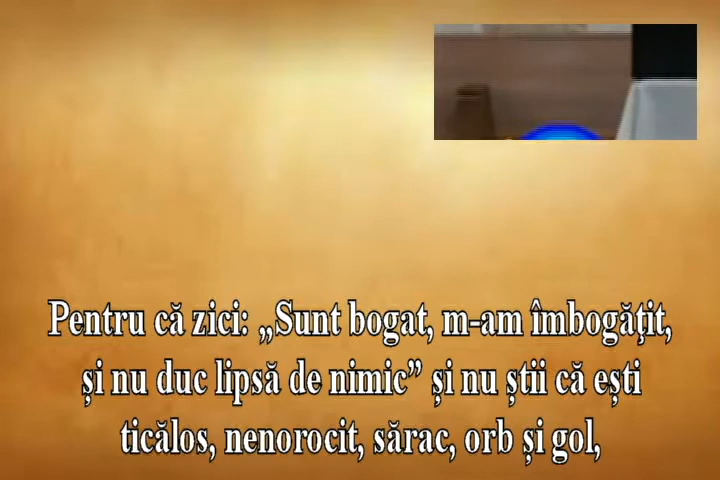 Pentru că zici: „Sunt bogat, m-am îmbogăţit,
și nu duc lipsă de nimic” și nu știi că ești
ticălos, nenorocit, sărac, orb și gol,